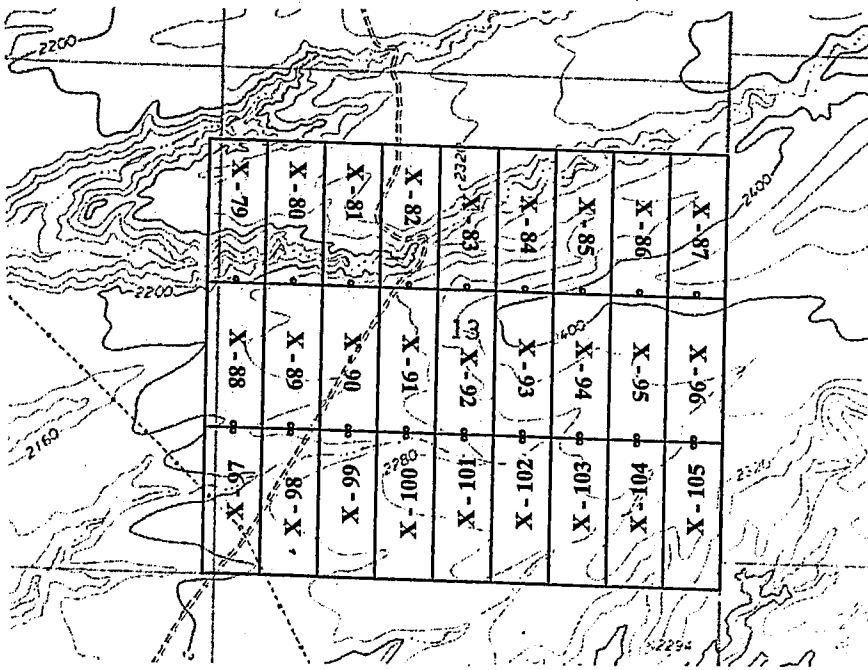 2200
X - 79
X - 80
X - 81
X - 82
2320
X - 83
X - 84
X - 85
X - 86
X - 87
2400
2200
X - 88
X - 89
X - 90
X - 91
13
X - 92
X - 93
X - 94
X - 95
X - 96
2160
X - 97
X - 98
X - 99
2280
X - 100
X - 101
X - 102
X - 103
X - 104
X - 105
2320
2294